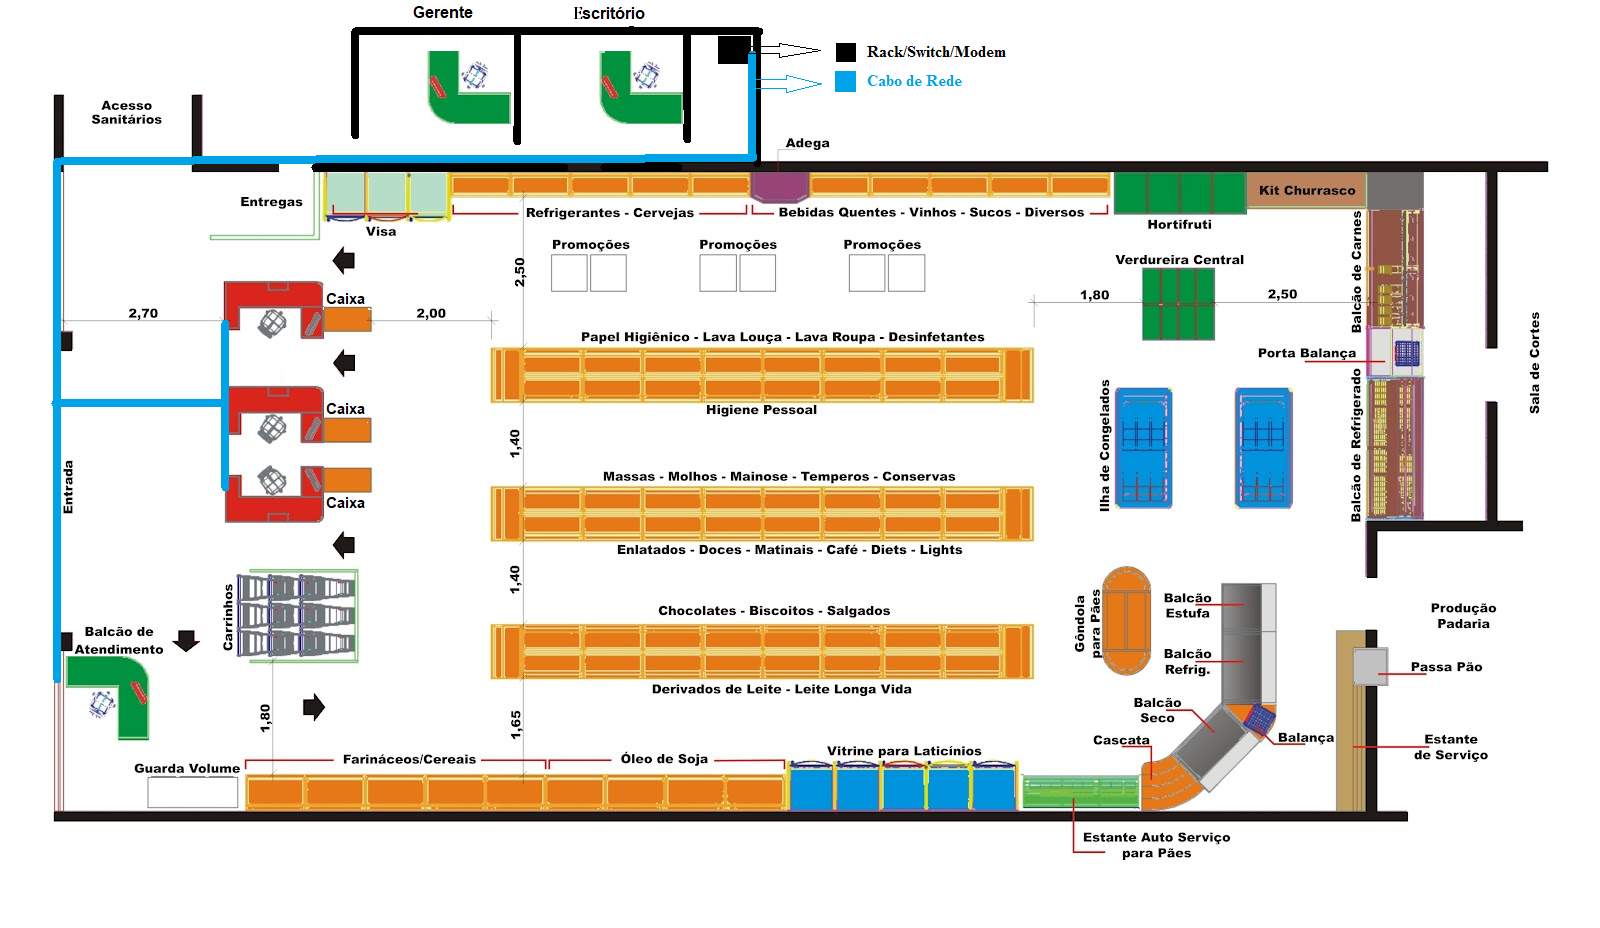 Gerente
Escritório
Rack/Switch/Modem
Cabo de Rede
Acesso
Sanitários
Adega
Entregas
Visa
Refrigerantes - Cervejas
Bebidas Quentes - Vinhos - Sucos - Diversos
Hortifruti
Kit Churrasco
Promoções
Promoções
Promoções
Verdureira Central
Balcão de Carnes
2,50
1,80
2,50
Caixa
2,70
2,00
Papel Higiênico - Lava Louça - Lava Roupa - Desinfetantes
Porta Balança
Sala de Cortes
Higiene Pessoal
Caixa
1,40
Ilha de Congelados
Balcão de Refrigerado
Entrada
Massas - Molhos - Mainose - Temperos - Conservas
Caixa
Enlatados - Doces - Matinais - Café - Diets - Lights
1,40
Carrinhos
Chocolates - Biscoitos - Salgados
Gôndola
para Pães
Balcão
Estufa
Produção
Padaria
Balcão de
Atendimento
Balcão
Refrig.
Passa Pão
Derivados de Leite - Leite Longa Vida
1,80
1,65
Balcão
Seco
Cascata
Balança
Estante
de Serviço
Guarda Volume
Farináceos/Cereais
Óleo de Soja
Vitrine para Laticínios
Estante Auto Serviço
para Pães